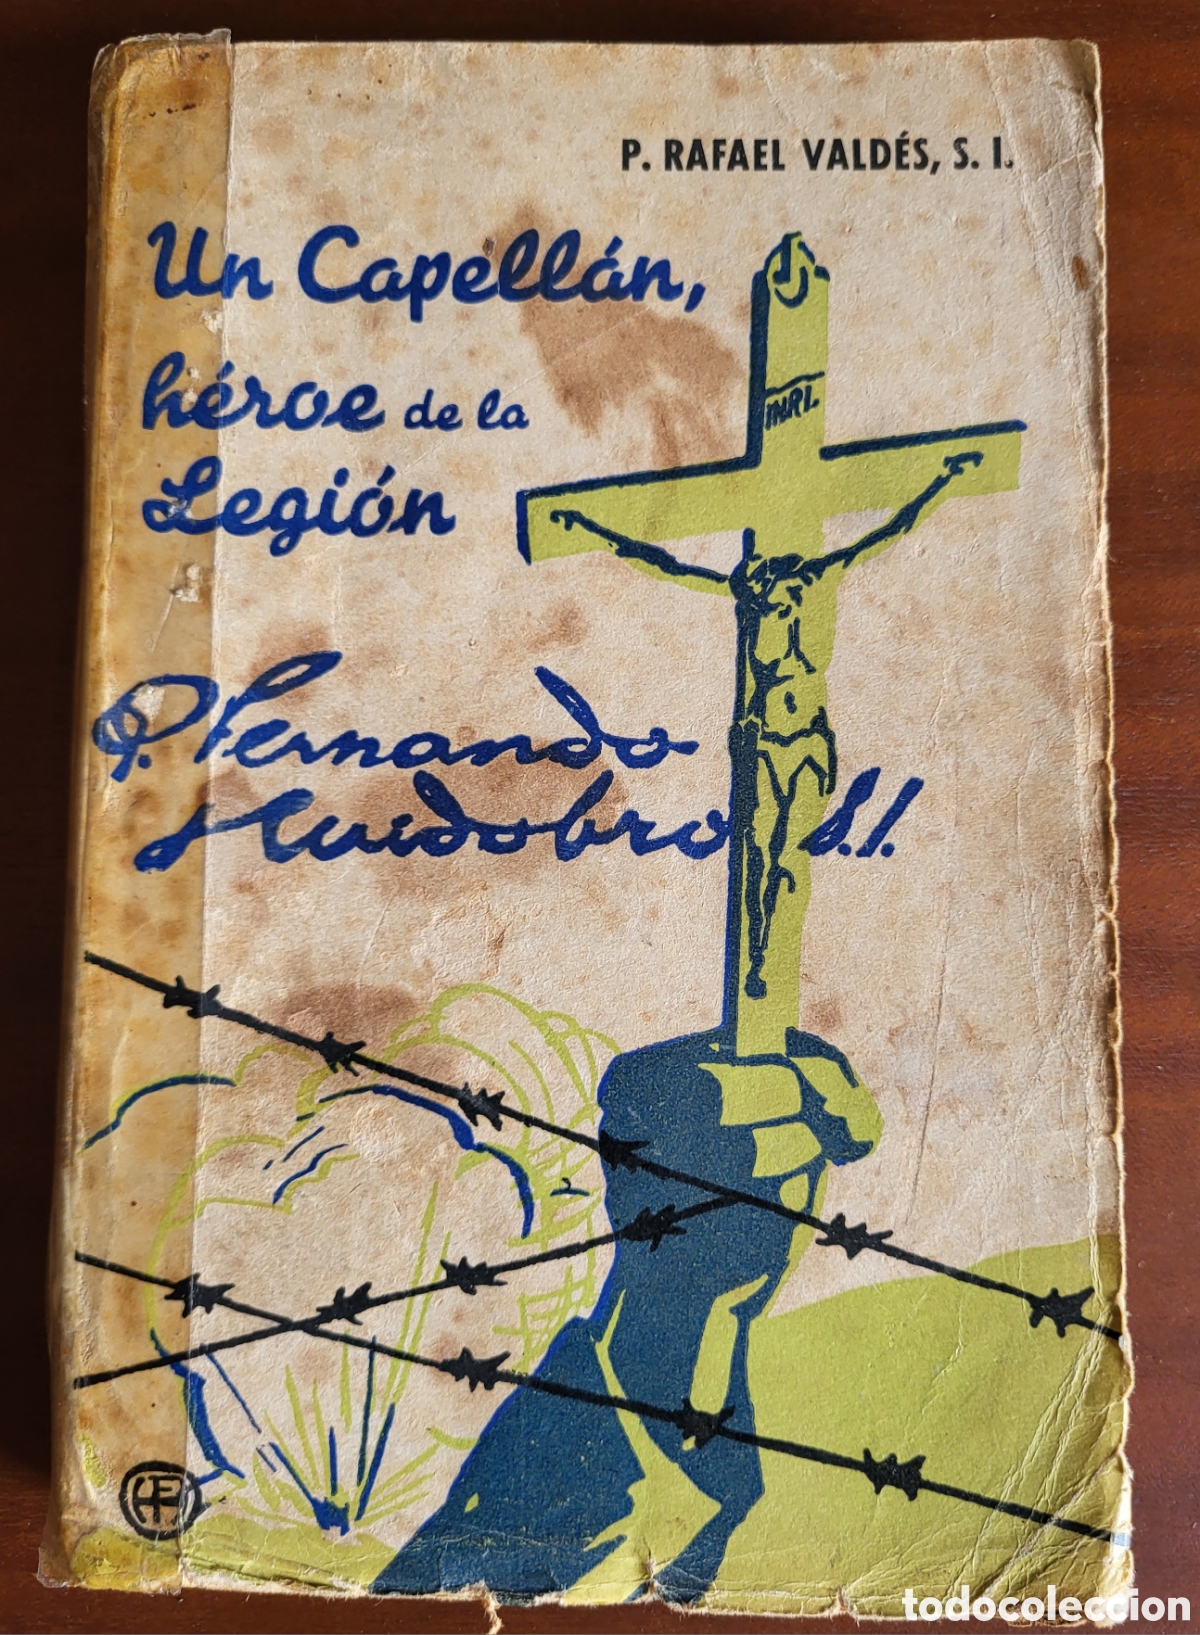 P. RAFAEL VALDÉS, S. I.
Un Capellán,
héroe de la
Legión
INRI.
P. Fernando
Huidobro S.I.
todocoleccion